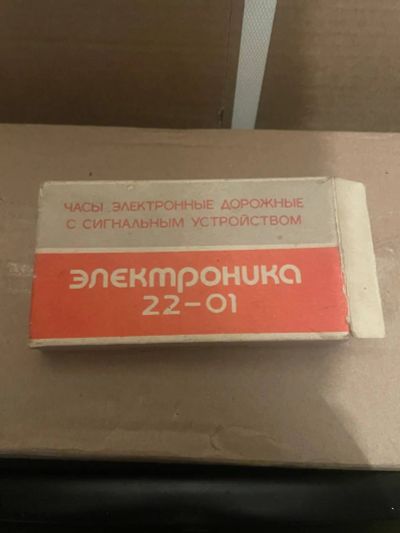 ЧАСЫ ЭЛЕКТРОННЫЕ ДОРОЖНЫЕ
С СИГНАЛЬНЫМ УСТРОЙСТВОМ
ЭЛЕКТРОНИКА
22-01